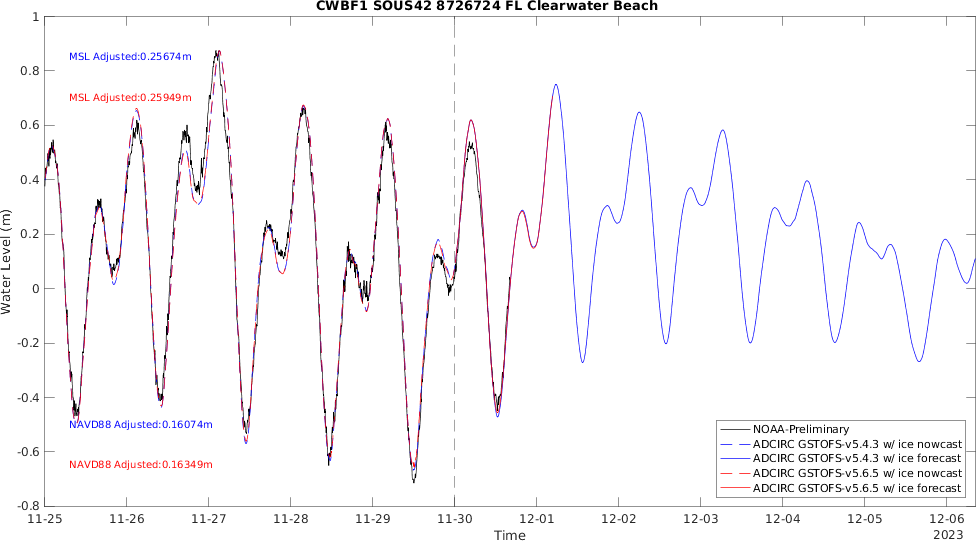 CWBF1 SOUS42 8726724 FL Clearwater Beach
1
0.8
0.6
0.4
0.2
0
-0.2
-0.4
-0.6
-0.8
Water Level (m)
MSL Adjusted:0.25674m
MSL Adjusted:0.25949m
NAVD88 Adjusted:0.16074m
NAVD88 Adjusted:0.16349m
NOAA-Preliminary
ADCIRC GSTOFS-v5.4.3 w/ ice nowcast
ADCIRC GSTOFS-v5.4.3 w/ ice forecast
ADCIRC GSTOFS-v5.6.5 w/ ice nowcast
ADCIRC GSTOFS-v5.6.5 w/ ice forecast
11-25 11-26 11-27 11-28 11-29 11-30 12-01 12-02 12-03 12-04 12-05 12-06
Time
2023